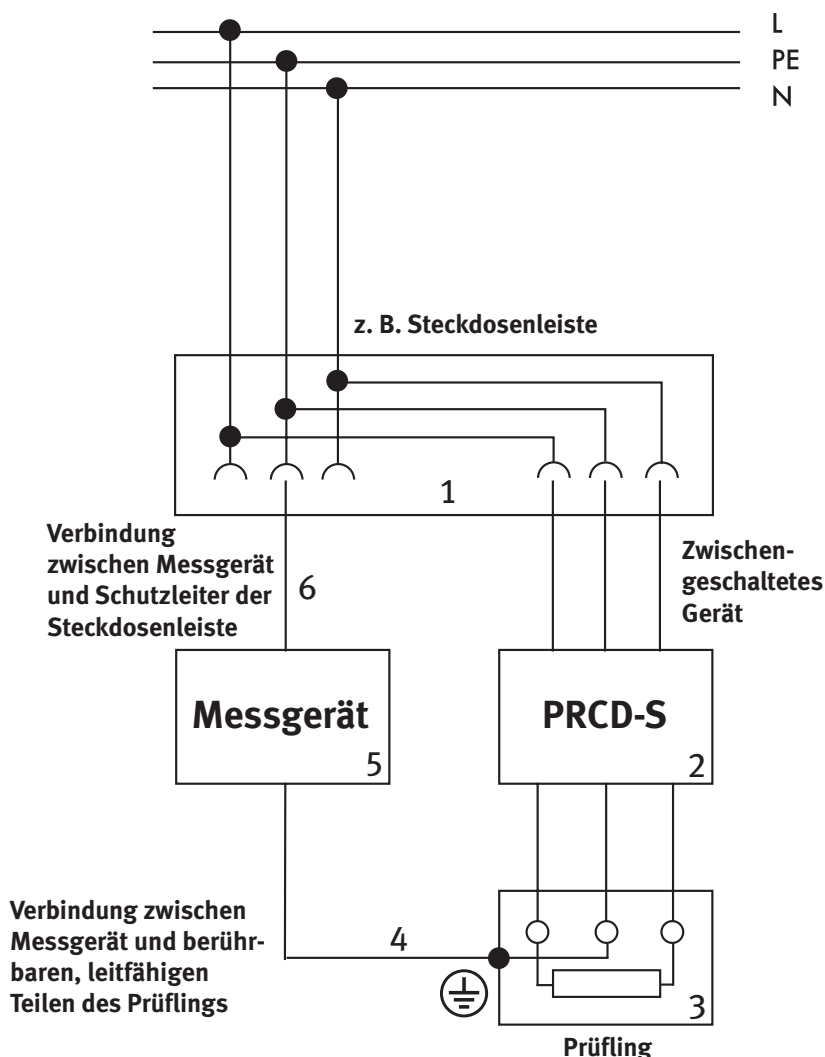 L
PE
N
z. B. Steckdosenleiste
1
Verbindung
zwischen Messgerät
und Schutzleiter der
Steckdosenleiste
6
Zwischen-
geschaltetes
Gerät
Messgerät
5
PRCD-S
2
Verbindung zwischen
Messgerät und berühr-
baren, leitfähigen
Teilen des Prüflings
4
3
Prüfling